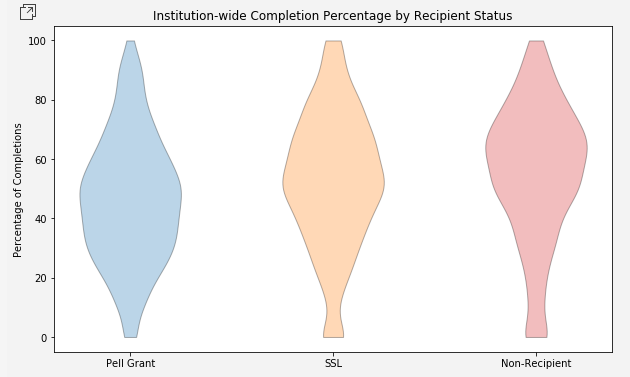 Institution-wide Completion Percentage by Recipient Status
100
80
60
40
20
0
Percentage of Completions
Pell Grant SSL Non-Recipient